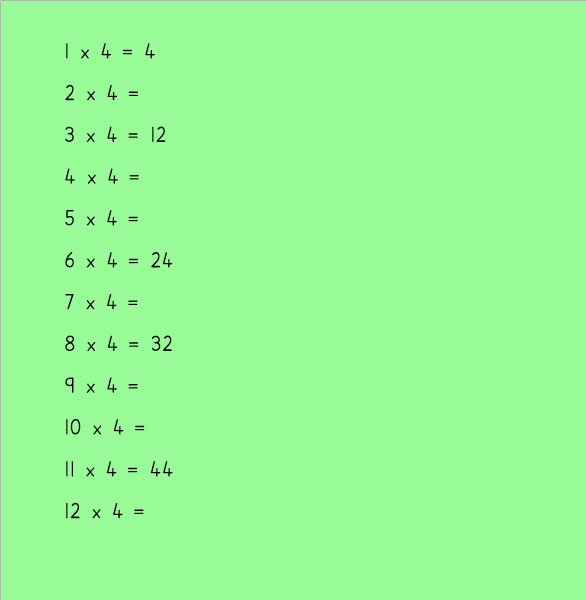 1 x 4 = 4
2 x 4 =
3 x 4 = 12
4 x 4 =
5 x 4 =
6 x 4 = 24
7 x 4 =
8 x 4 = 32
9 x 4 =
10 x 4 =
11 x 4 = 44
12 x 4 =